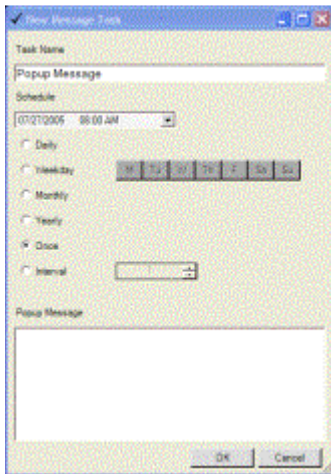 New Message Task
Task Name
Popup Message
Schedule
07/27/2005 08:00 AM
Daily
Weekday M Tu W Th F Sa Su
Monthly
Yearly
Once
Interval
Popup Message
OK Cancel